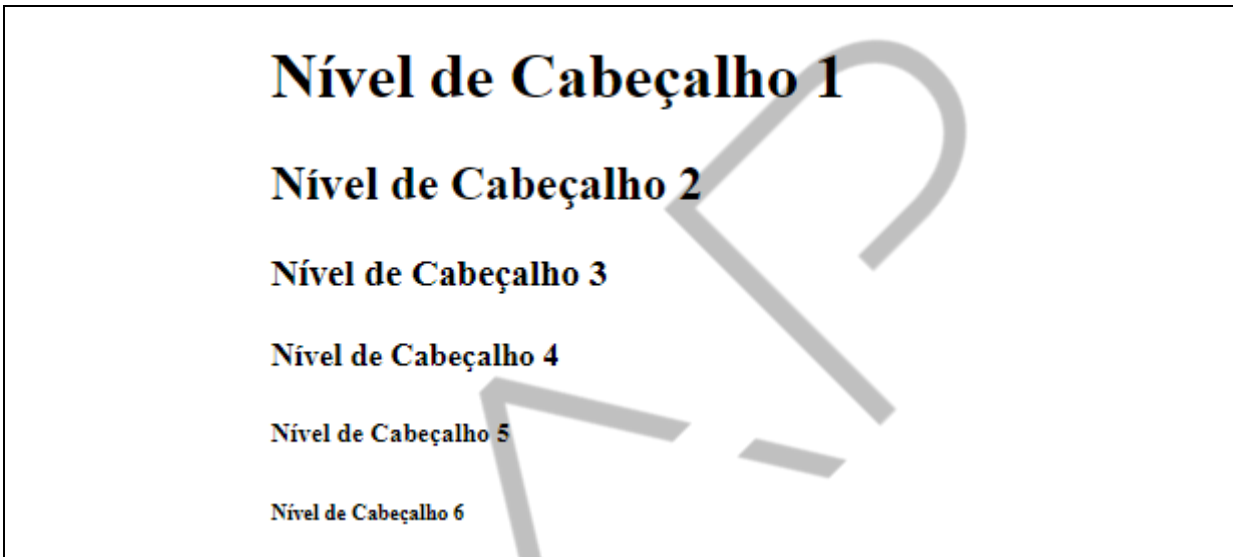 Nível de Cabeçalho 1
Nível de Cabeçalho 2
Nível de Cabeçalho 3
Nível de Cabeçalho 4
Nível de Cabeçalho 5
Nível de Cabeçalho 6